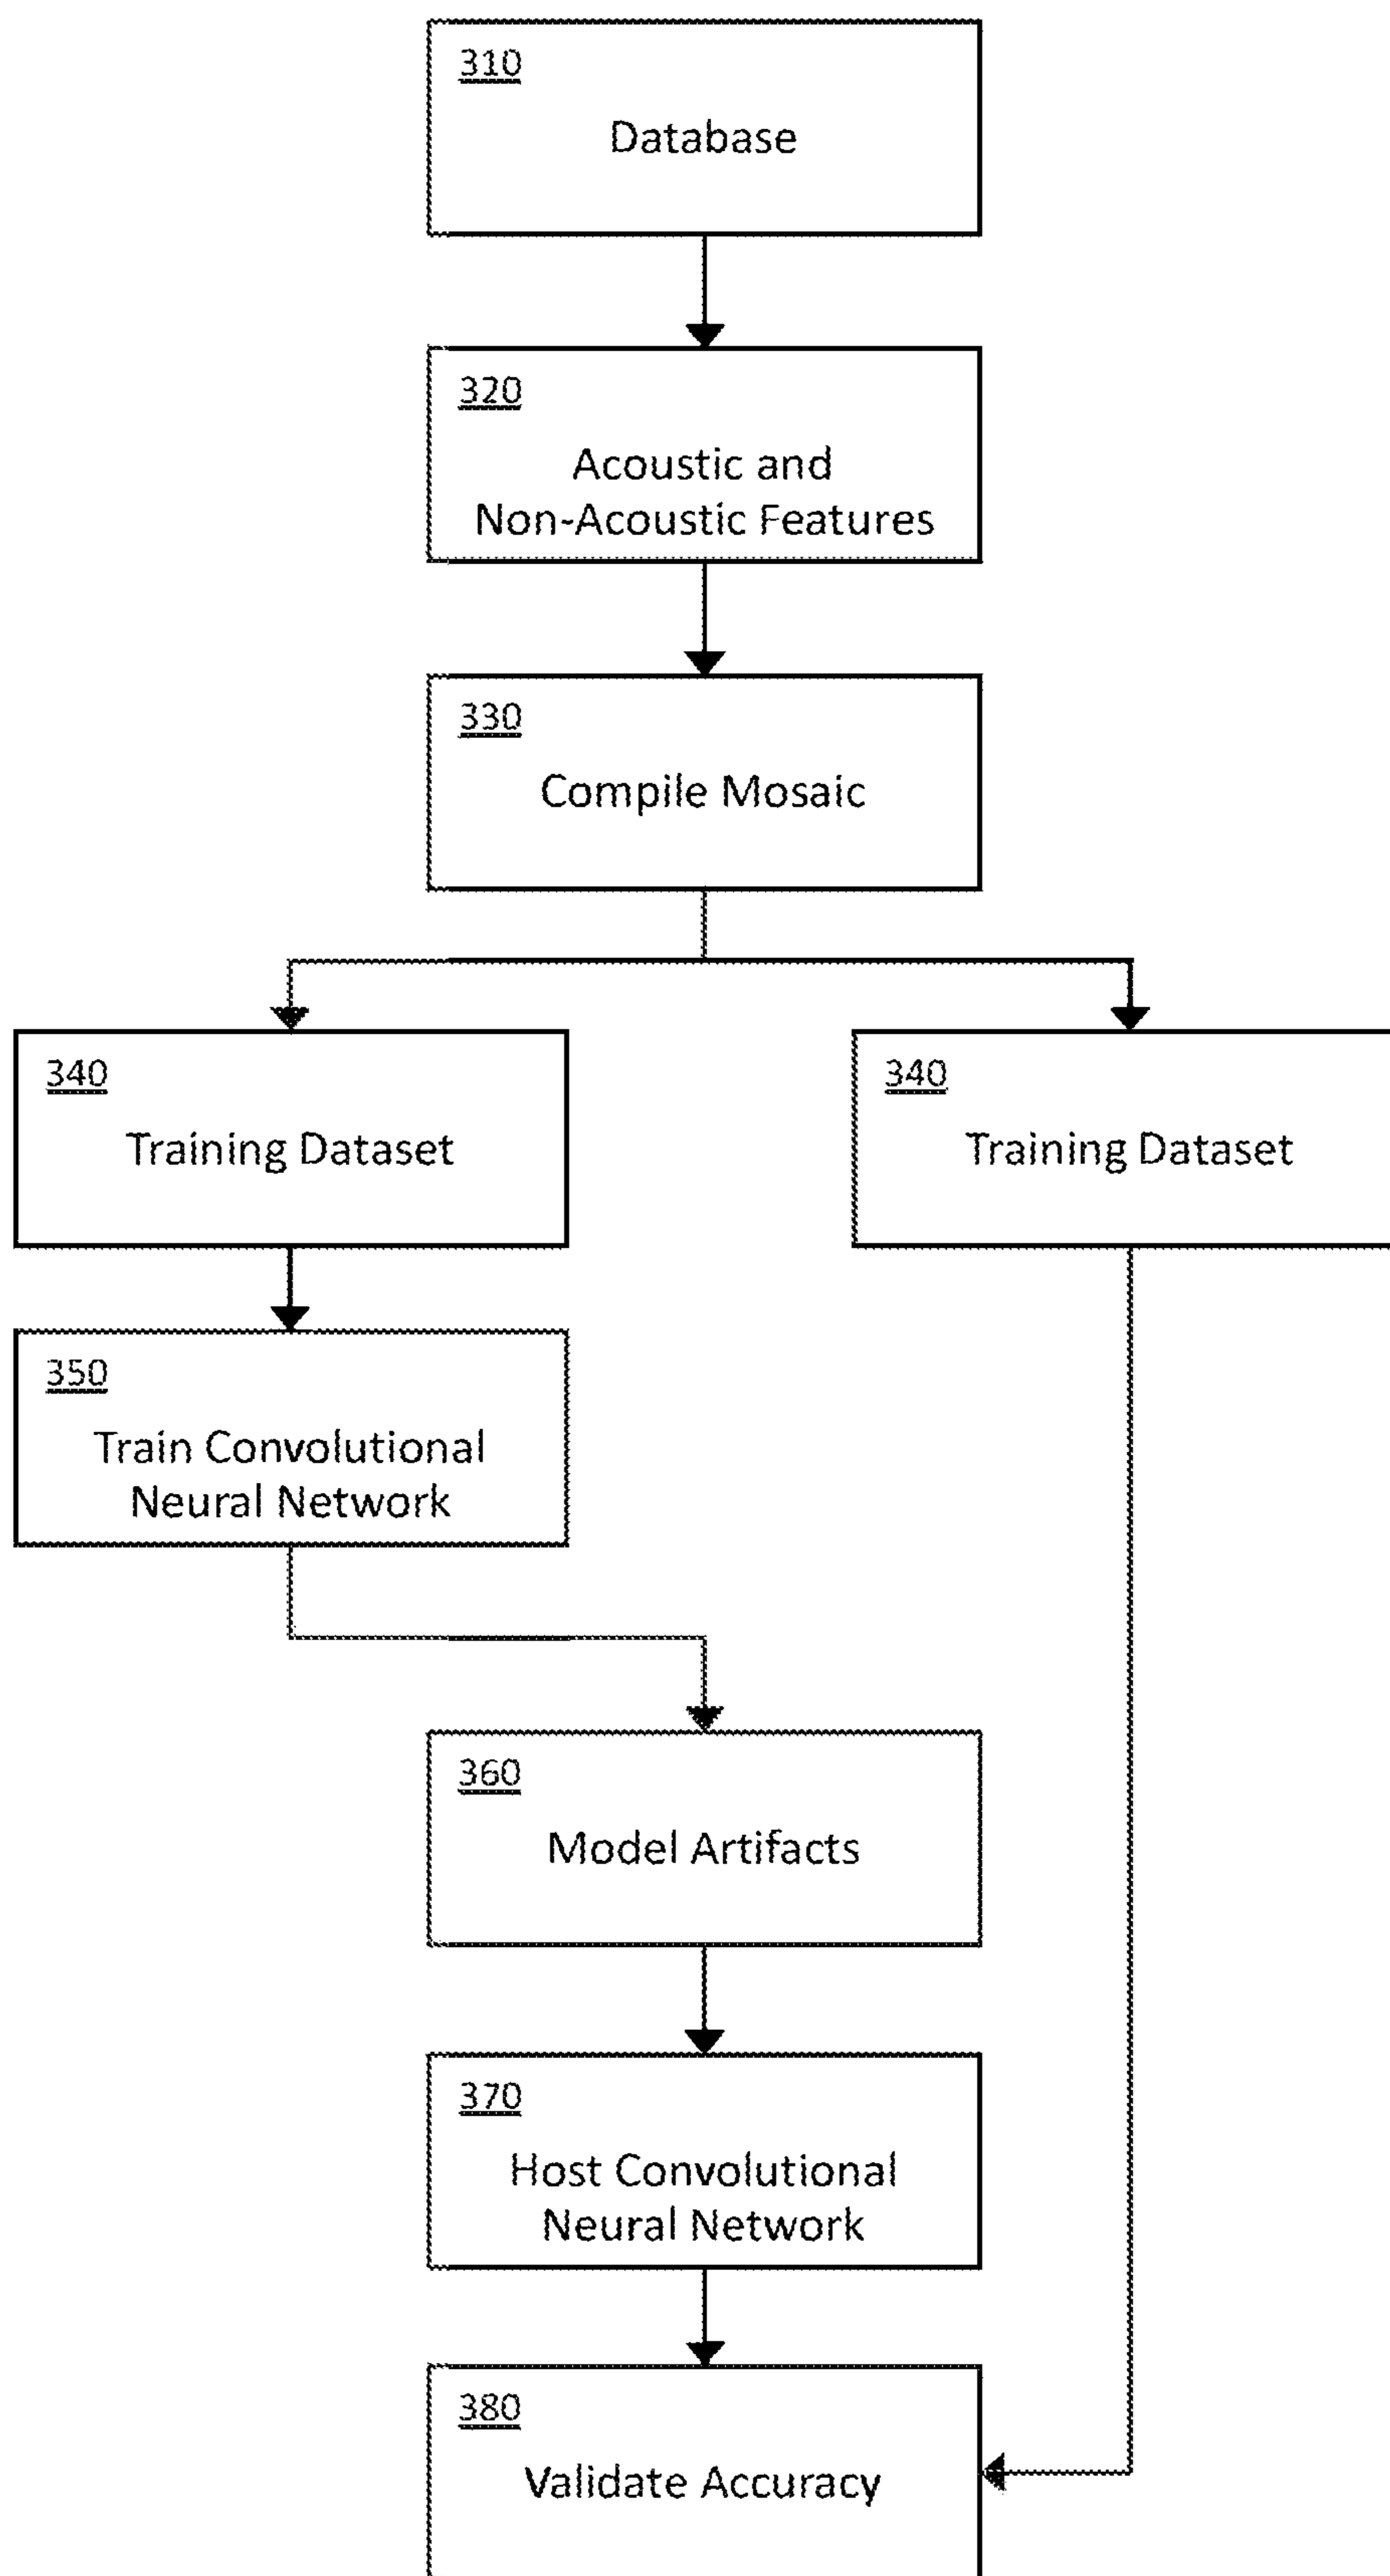 310
Database
320
Acoustic and
Non-Acoustic Features
330
Compile Mosaic
340
Training Dataset
340
Training Dataset
350
Train Convolutional
Neural Network
360
Model Artifacts
370
Host Convolutional
Neural Network
380
Validate Accuracy